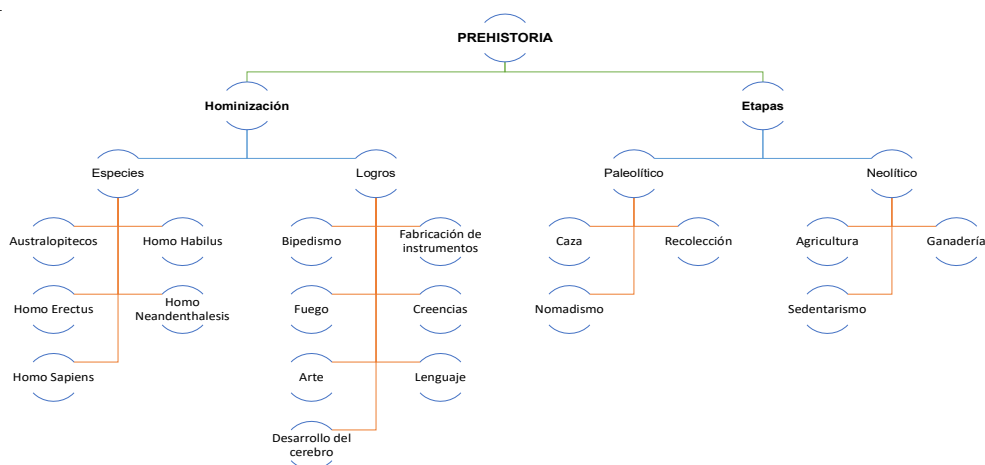 PREHISTORIA
Hominización
Etapas
Especies
Logros
Paleolítico
Neolítico
Australopitecos
Homo Habilus
Bipedismo
Fabricación de
instrumentos
Caza
Recolección
Agricultura
Ganadería
Homo Erectus
Homo
Neandenthalesis
Fuego
Creencias
Nomadismo
Sedentarismo
Homo Sapiens
Arte
Lenguaje
Desarrollo del
cerebro